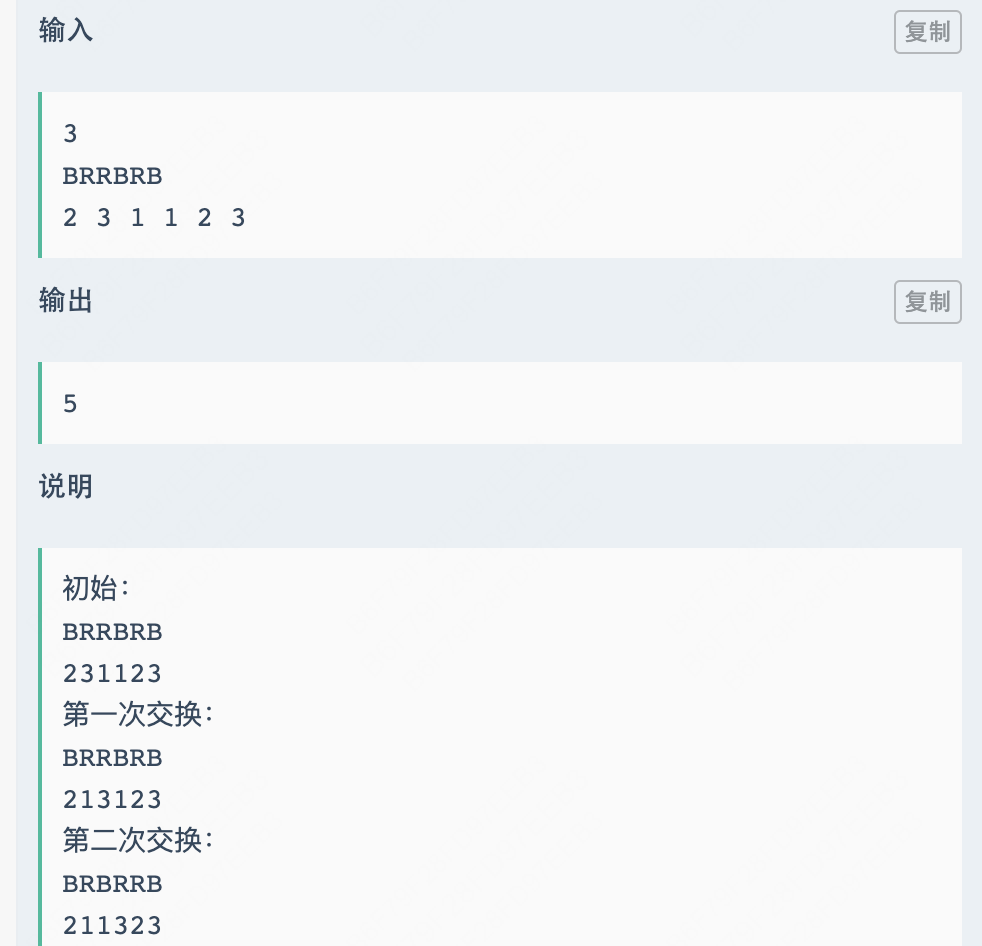 输入
复制
3
BRRBRB
2 3 1 1 2 3
输出
复制
5
说明
初始:
BRRBRB
231123
第一次交换:
BRRBRB
213123
第二次交换:
BRBRRB
211323